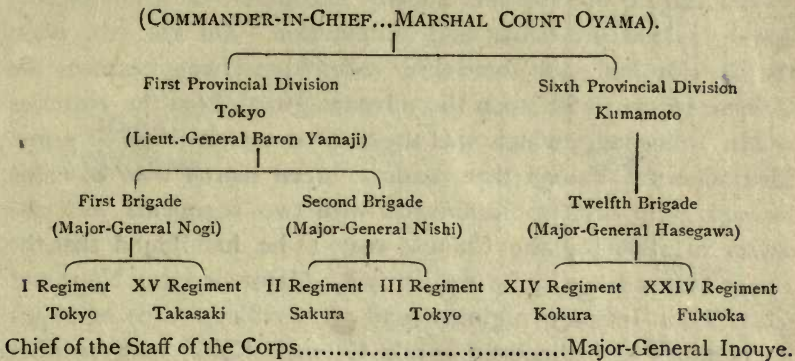 (COMMANDER-IN-CHIEF...MARSHAL COUNT OYAMA).
First Provincial Division Sixth Provincial Division
Tokyo Kumamoto
(Lieut.-General Baron Yamaji)
First Brigade Second Brigade Twelfth Brigade
(Major-General Nogi) (Major-General Nishi) (Major-General Hasegawa)
I Regiment XV Regiment II Regiment III Regiment XIV Regiment XXIV Regiment
Tokyo Takasaki Sakura Tokyo Kokura Fukuoka
Chief of the Staff of the Corps..............................Major-General Inouye.